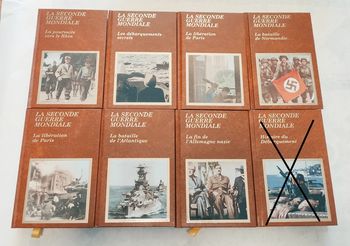 LA SECONDE
GUERRE
MONDIALE
La poursuite
vers le Rhin
LA SECONDE
GUERRE
MONDIALE
Les débarquements
secrets
LA SECONDE
GUERRE
MONDIALE
La libération
de Paris
LA SECONDE
GUERRE
MONDIALE
La bataille
de Normandie
LA SECONDE
GUERRE
MONDIALE
La libération
de Paris
LA SECONDE
GUERRE
MONDIALE
La bataille
de l'Atlantique
LA SECONDE
GUERRE
MONDIALE
La fin de
l'Allemagne nazie
LA SECONDE
GUERRE
MONDIALE
Histoire du
Débarquement